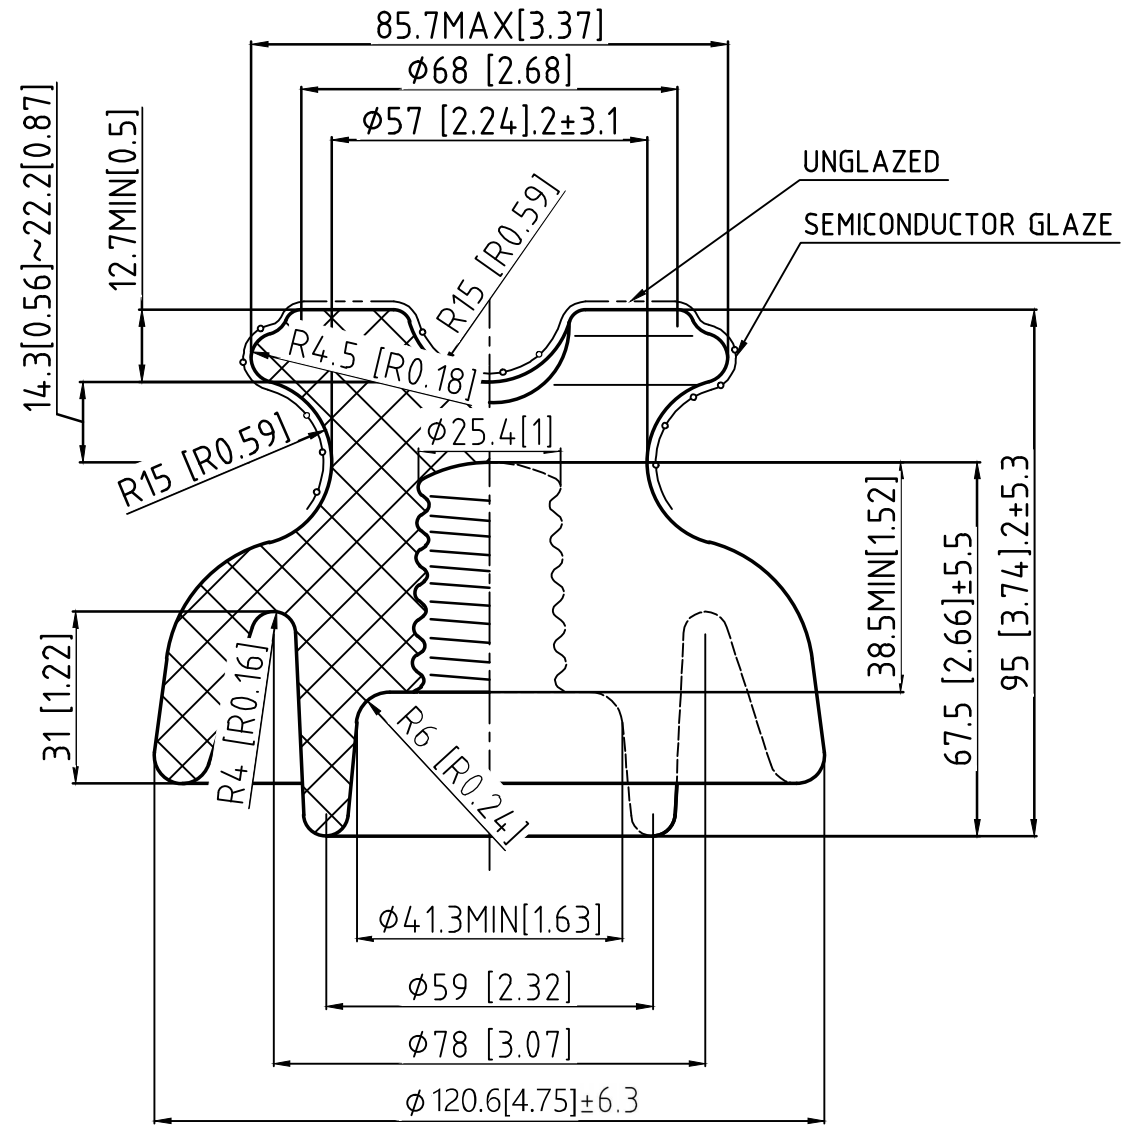 85.7MAX[3.37]
ϕ68 [2.68]
ϕ57 [2.24].2±3.1
UNGLAZED
SEMICONDUCTOR GLAZE
14.3[0.56]~22.2[0.87]
12.7MIN[0.5]
R15 [R0.59]
R4.5 [R0.18]
ϕ25.4[1]
R15 [R0.59]
38.5MIN[1.52]
67.5 [2.66]±5.5
95 [3.74].2±5.3
31 [1.22]
R4 [R0.16]
R6 [R0.24]
ϕ41.3MIN[1.63]
ϕ59 [2.32]
ϕ78 [3.07]
ϕ120.6[4.75]±6.3